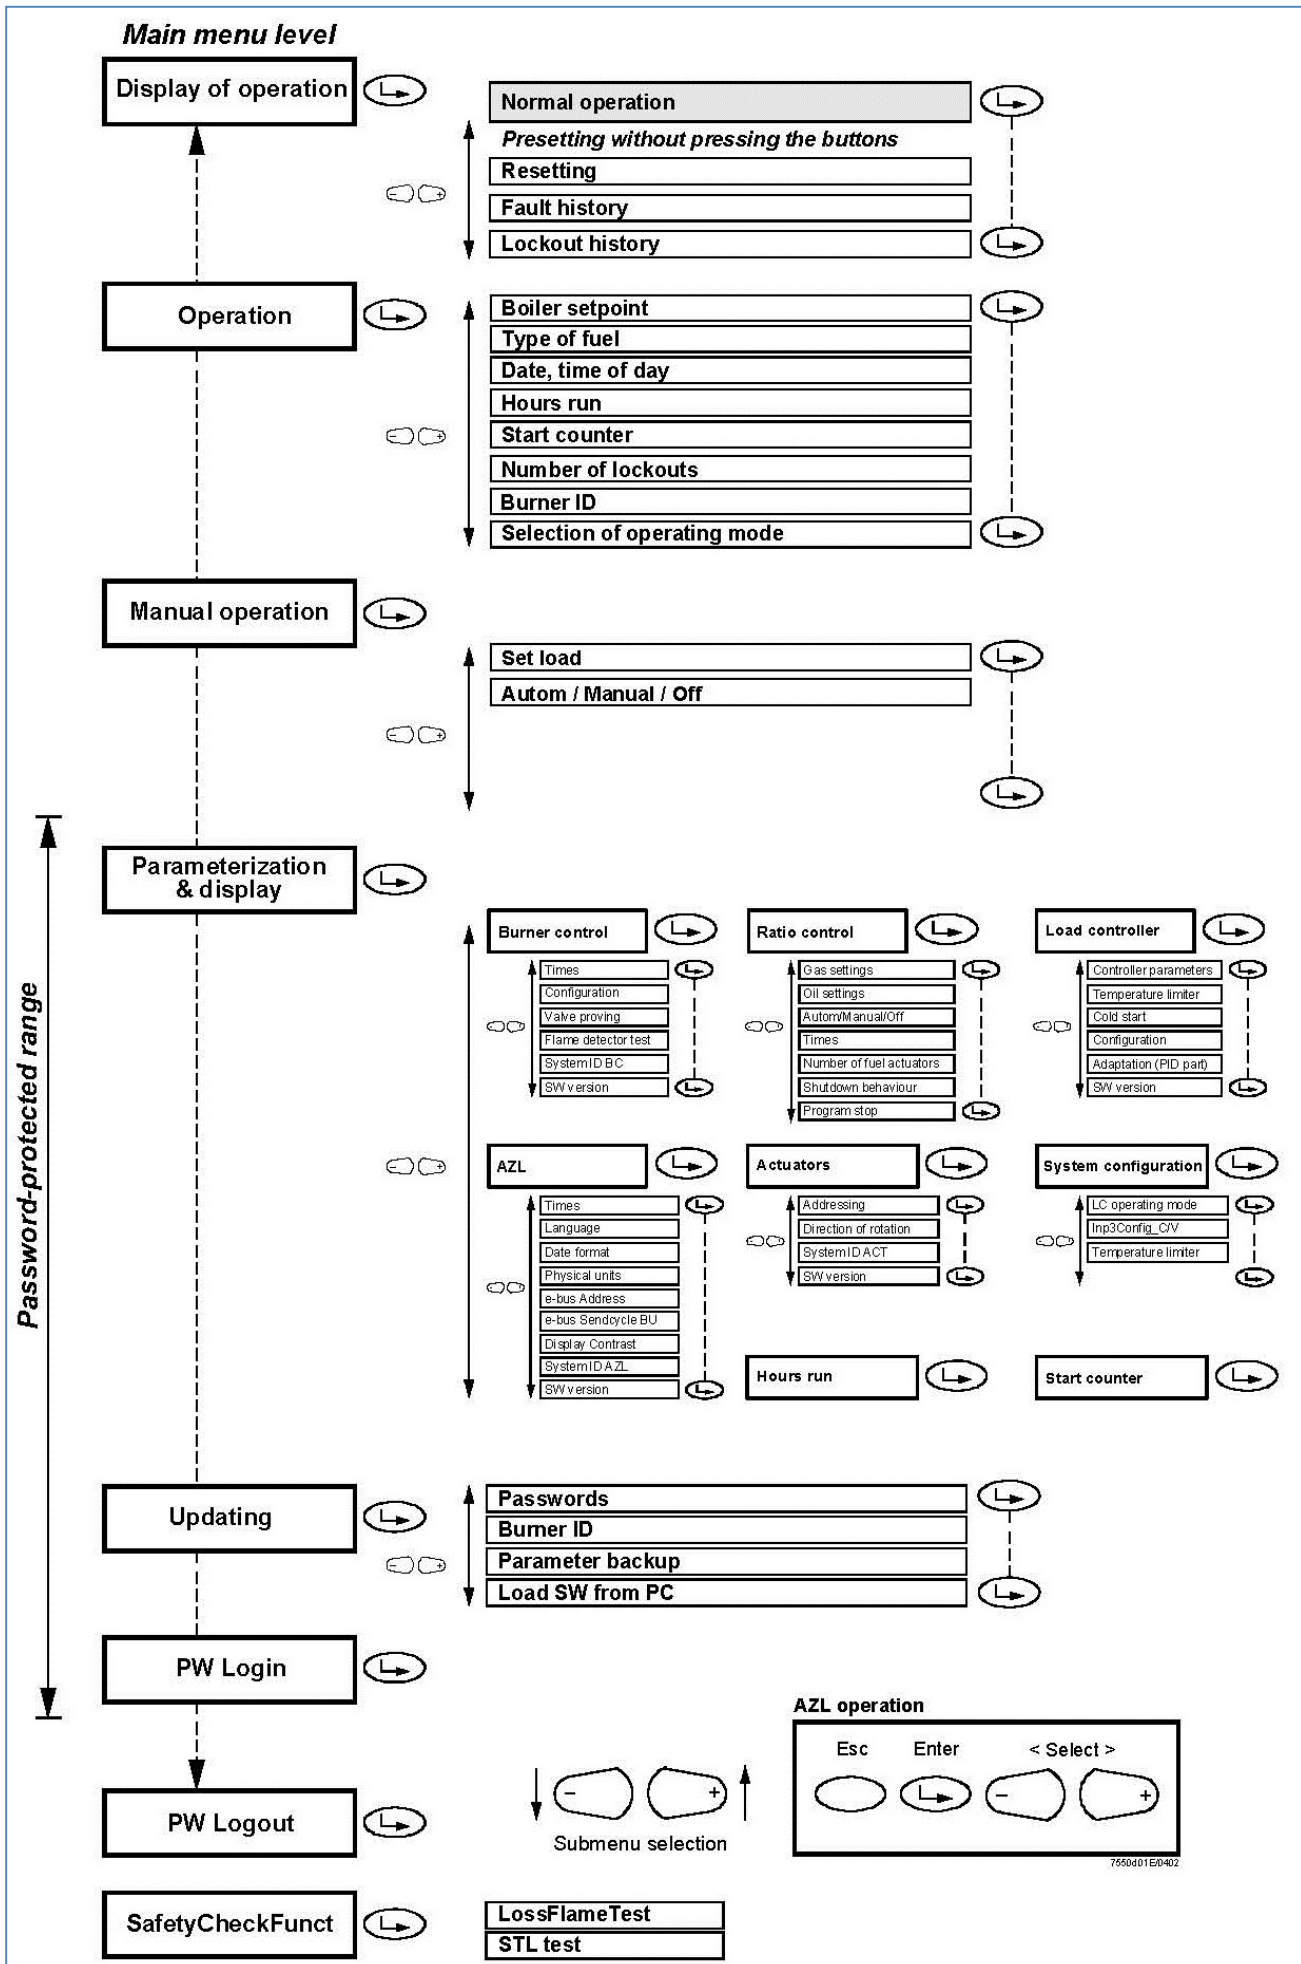 Main menu level
Display of operation
Normal operation
Presetting without pressing the buttons
Resetting
Fault history
Lockout history
Operation
Boiler setpoint
Type of fuel
Date, time of day
Hours run
Start counter
Number of lockouts
Burner ID
Selection of operating mode
Manual operation
Set load
Autom / Manual / Off
Password-protected range
Parameterization
& display
Burner control
Times
Configuration
Valve proving
Flame detector test
System ID BC
SW version
Ratio control
Gas settings
Oil settings
Autom/Manual/Off
Times
Number of fuel actuators
Shutdown behaviour
Program stop
Load controller
Controller parameters
Temperature limiter
Cold start
Configuration
Adaptation (PID part)
SW version
AZL
Times
Language
Date format
Physical units
e-bus Address
e-bus Sendcycle BU
Display Contrast
System ID AZL
SW version
Actuators
Addressing
Direction of rotation
System ID ACT
SW version
System configuration
LC operating mode
Inp3Config_C/V
Temperature limiter
Hours run
Start counter
Updating
Passwords
Burner ID
Parameter backup
Load SW from PC
PW Login
PW Logout
- +
Submenu selection
AZL operation
Esc Enter < Select >
- +
7550d01E/0402
SafetyCheckFunct
LossFlameTest
STL test